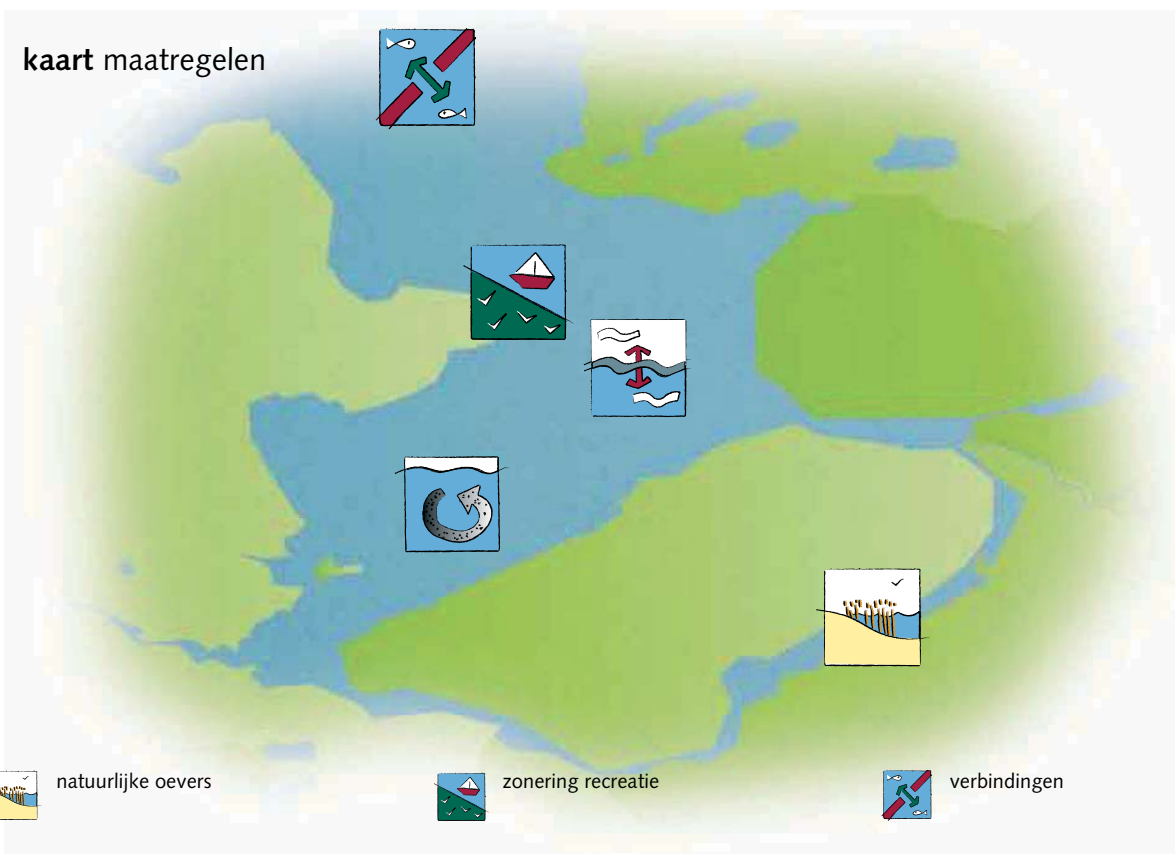 kaart maatregelen
natuurlijke oevers
zonering recreatie
verbindingen